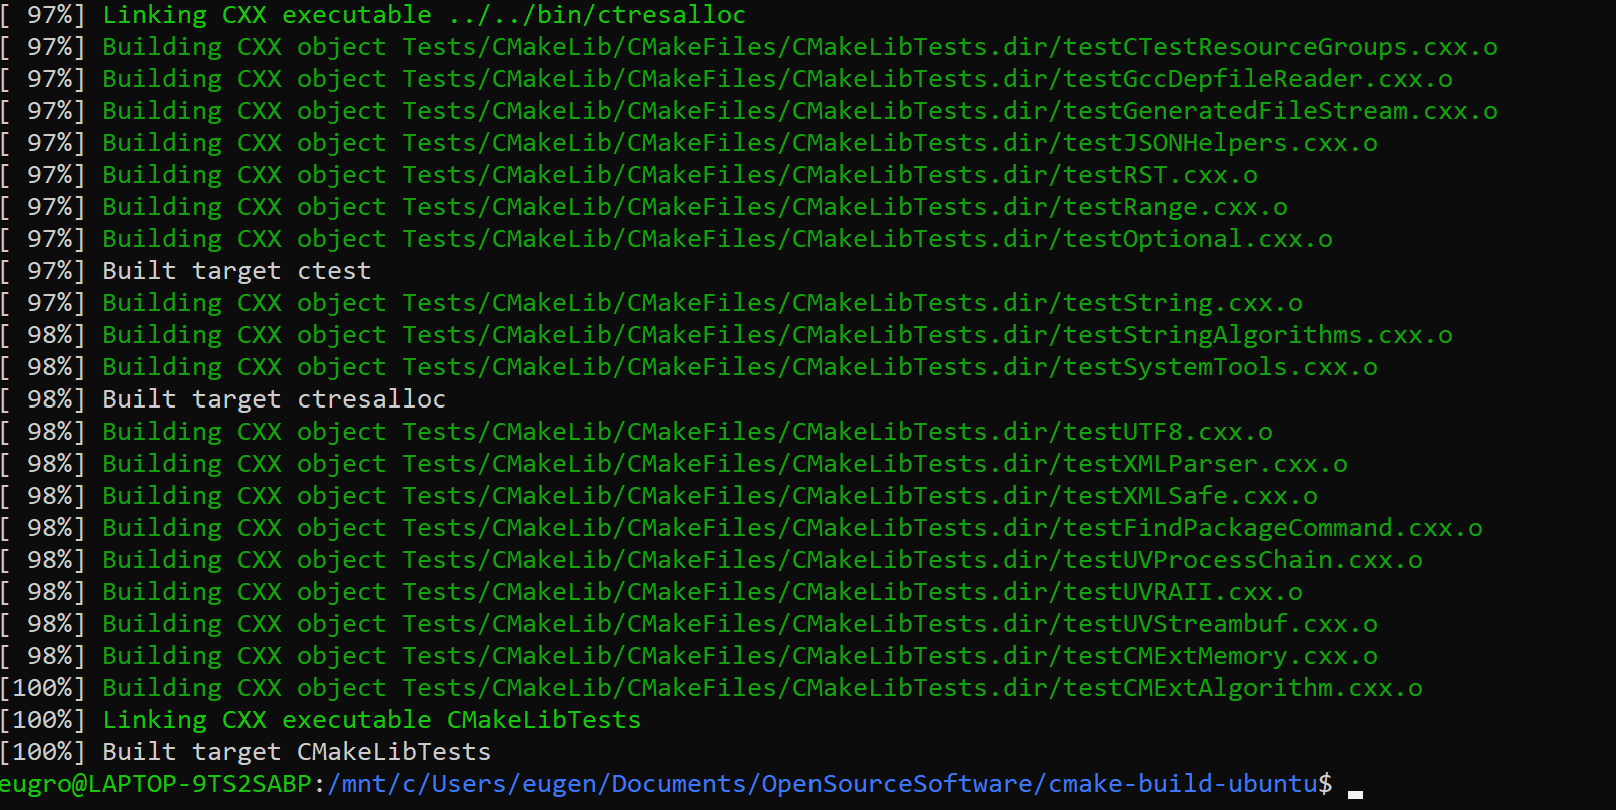 [ 97%] Linking CXX executable ../../bin/ctresalloc
[ 97%] Building CXX object Tests/CMakeLib/CMakeFiles/CMakeLibTests.dir/testCTestResourceGroups.cxx.o
[ 97%] Building CXX object Tests/CMakeLib/CMakeFiles/CMakeLibTests.dir/testGccDepfileReader.cxx.o
[ 97%] Building CXX object Tests/CMakeLib/CMakeFiles/CMakeLibTests.dir/testGeneratedFileStream.cxx.o
[ 97%] Building CXX object Tests/CMakeLib/CMakeFiles/CMakeLibTests.dir/testJSONHelpers.cxx.o
[ 97%] Building CXX object Tests/CMakeLib/CMakeFiles/CMakeLibTests.dir/testRST.cxx.o
[ 97%] Building CXX object Tests/CMakeLib/CMakeFiles/CMakeLibTests.dir/testRange.cxx.o
[ 97%] Building CXX object Tests/CMakeLib/CMakeFiles/CMakeLibTests.dir/testOptional.cxx.o
[ 97%] Built target ctest
[ 97%] Building CXX object Tests/CMakeLib/CMakeFiles/CMakeLibTests.dir/testString.cxx.o
[ 98%] Building CXX object Tests/CMakeLib/CMakeFiles/CMakeLibTests.dir/testStringAlgorithms.cxx.o
[ 98%] Building CXX object Tests/CMakeLib/CMakeFiles/CMakeLibTests.dir/testSystemTools.cxx.o
[ 98%] Built target ctresalloc
[ 98%] Building CXX object Tests/CMakeLib/CMakeFiles/CMakeLibTests.dir/testUTF8.cxx.o
[ 98%] Building CXX object Tests/CMakeLib/CMakeFiles/CMakeLibTests.dir/testXMLParser.cxx.o
[ 98%] Building CXX object Tests/CMakeLib/CMakeFiles/CMakeLibTests.dir/testXMLSafe.cxx.o
[ 98%] Building CXX object Tests/CMakeLib/CMakeFiles/CMakeLibTests.dir/testFindPackageCommand.cxx.o
[ 98%] Building CXX object Tests/CMakeLib/CMakeFiles/CMakeLibTests.dir/testUVProcessChain.cxx.o
[ 98%] Building CXX object Tests/CMakeLib/CMakeFiles/CMakeLibTests.dir/testUVRAII.cxx.o
[ 98%] Building CXX object Tests/CMakeLib/CMakeFiles/CMakeLibTests.dir/testUVStreambuf.cxx.o
[ 98%] Building CXX object Tests/CMakeLib/CMakeFiles/CMakeLibTests.dir/testCMExtMemory.cxx.o
[100%] Building CXX object Tests/CMakeLib/CMakeFiles/CMakeLibTests.dir/testCMExtAlgorithm.cxx.o
[100%] Linking CXX executable CMakeLibTests
[100%] Built target CMakeLibTests
eugro@LAPTOP-9TS2SABP:/mnt/c/Users/eugen/Documents/OpenSourceSoftware/cmake-build-ubuntu$